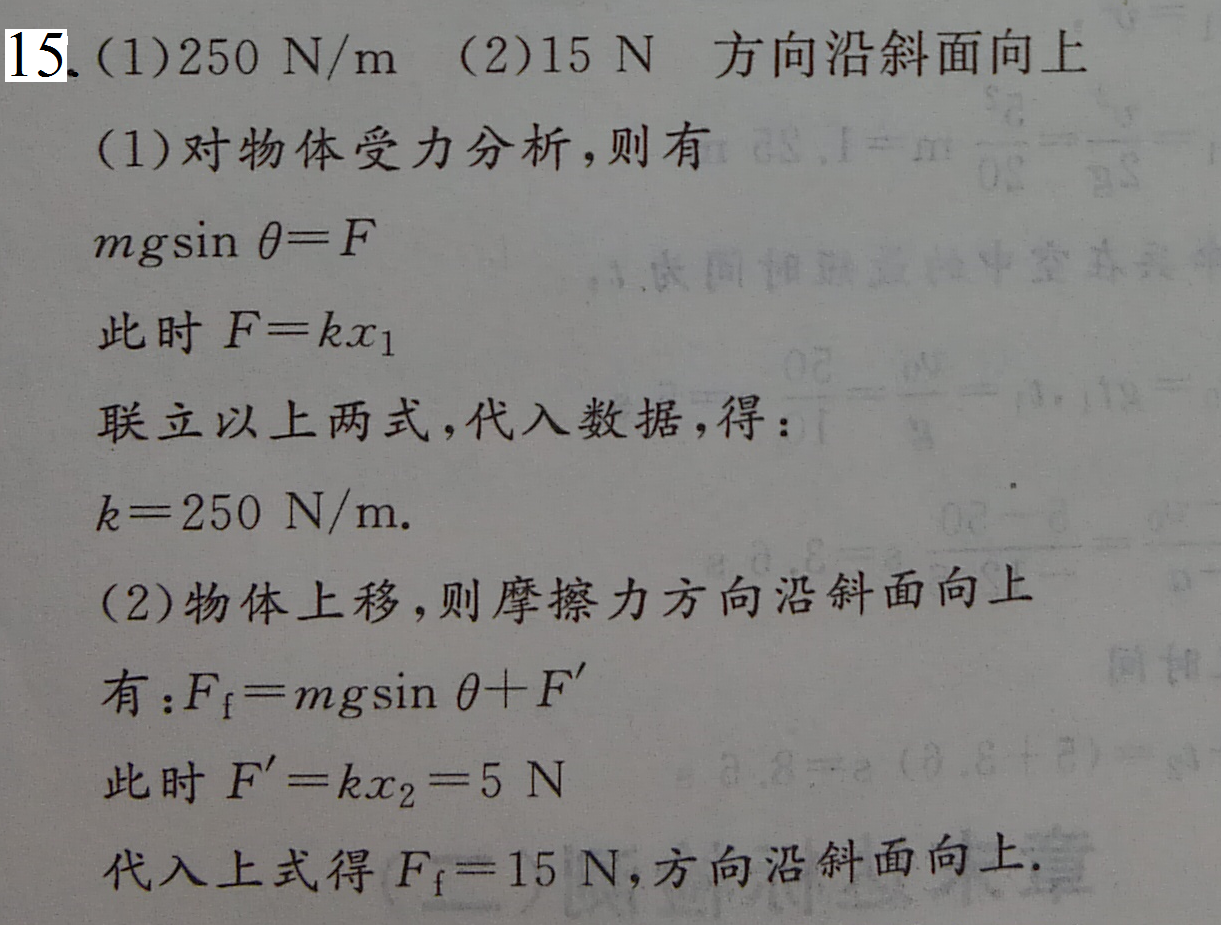 15.(1)250 N/m (2)15 N 方向沿斜面向上
(1)对物体受力分析,则有
mgsin θ=F
此时 F=kx₁
联立以上两式,代入数据,得:
k=250 N/m.
(2)物体上移,则摩擦力方向沿斜面向上
有:F_f=mgsin θ+F′
此时 F′=kx₂=5 N
代入上式得 F_f=15 N,方向沿斜面向上.